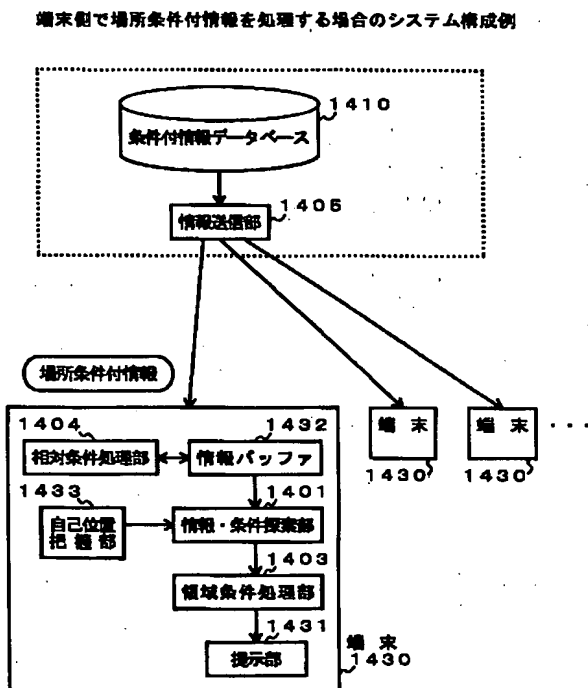 端末側で場所条件付情報を処理する場合のシステム構成例
1410
条件付情報データベース
1405
情報送信部
場所条件付情報
1404
相対条件処理部
1432
情報バッファ
1433
自己位置
把握部
1401
情報・条件探索部
1403
領域条件処理部
1431
提示部
端末
1430
端末
1430
端末
1430
・・・